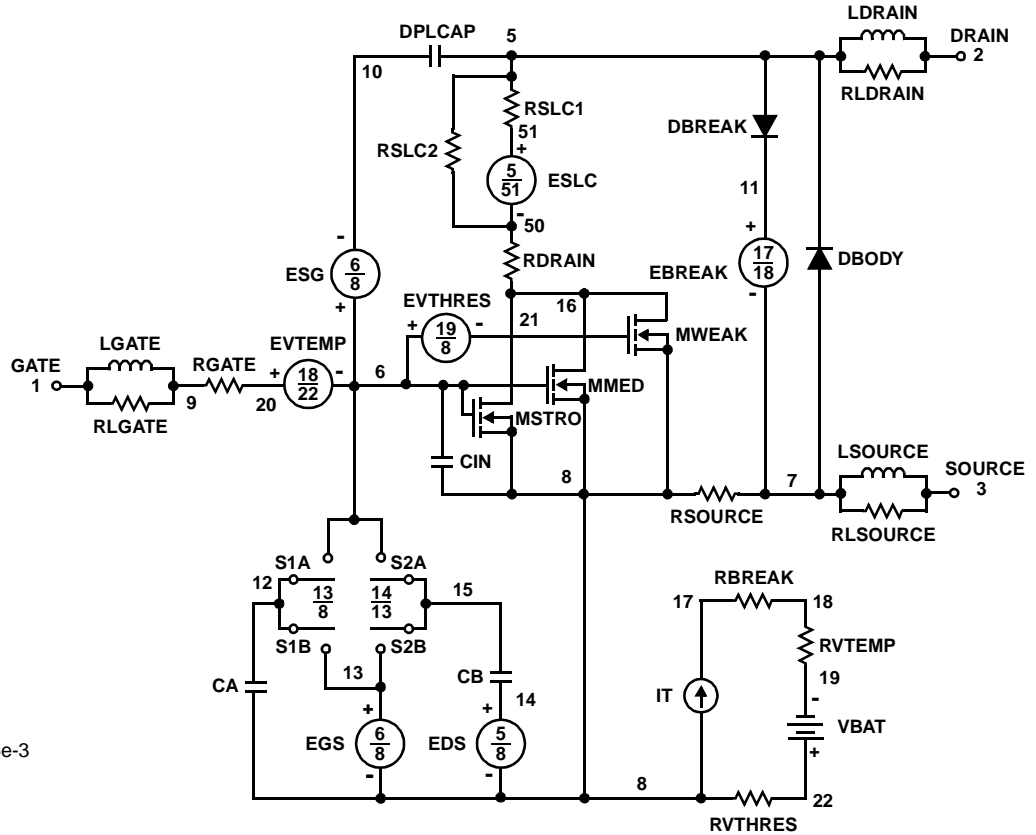 LDRAIN
DPLCAP 5 DRAIN
10 2
RLDRAIN
RSLC1
51
DBREAK
+
RSLC2
5
51
ESLC
11
-
50
-
+
RDRAIN
17
18
DBODY
ESG
6
8
EBREAK
-
+
EVTHRES
16
21
+
19
8
-
MWEAK
LGATE
EVTEMP
GATE
1
RGATE
+
18
22
-
6
MMED
9
20
RLGATE
MSTRO
LSOURCE
CIN
8
7
SOURCE
3
RSOURCE
RLSOURCE
S1A
S2A
12
13
8
14
13
15
RBREAK
17
18
S1B
S2B
RVTEMP
13
CB
19
CA
14
IT
-
+
+
VBAT
EGS
6
8
EDS
5
8
e-3
+
-
-
8
22
RVTHRES